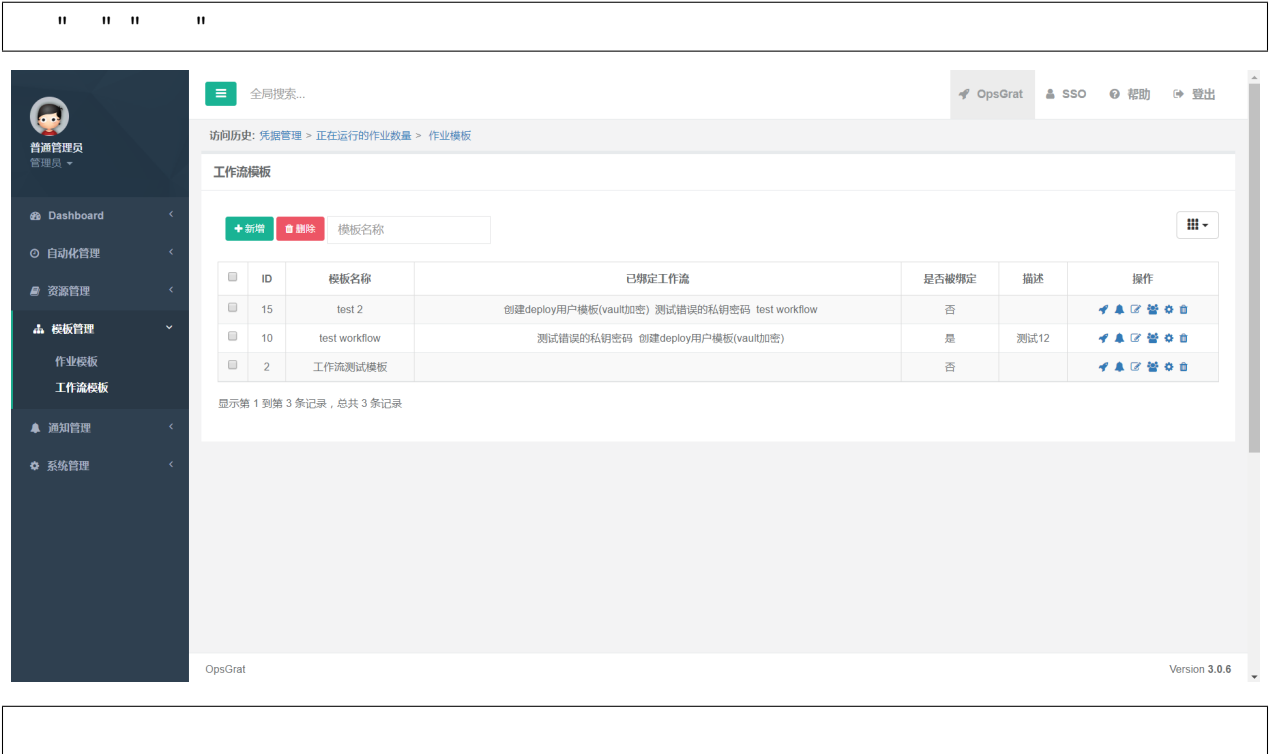 "  " "  "
全局搜索...
OpsGrat SSO 帮助 登出
普通管理员
管理员
访问历史: 凭据管理 > 正在运行的作业数量 > 作业模板
工作流模板
Dashboard
自动化管理
资源管理
模板管理
作业模板
工作流模板
通知管理
系统管理
新增 删除 模板名称
ID 模板名称 已绑定工作流 是否被绑定 描述 操作
15 test 2 创建deploy用户模板(vault加密) 测试错误的私钥密码 test workflow 否
10 test workflow 测试错误的私钥密码 创建deploy用户模板(vault加密) 是 测试12
2 工作流测试模板 否
显示第 1 到第 3 条记录，总共 3 条记录
OpsGrat Version 3.0.6